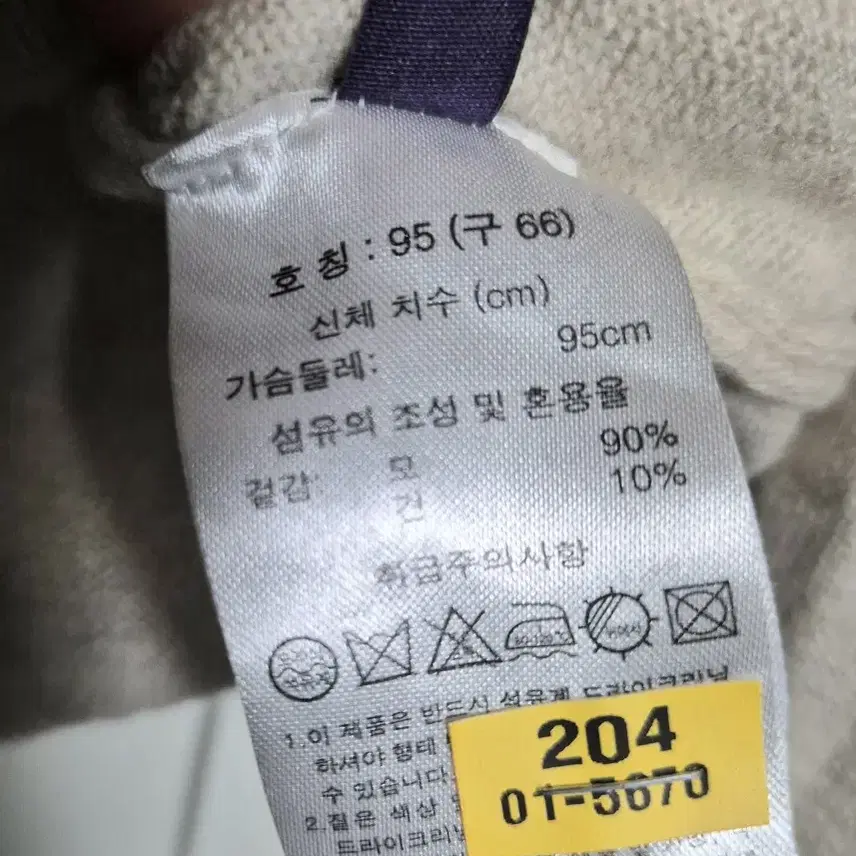 호 칭 : 95 (구 66)
신체 치수 (cm)
가슴둘레: 95cm
섬유의 조성 및 혼용율
겉감: 모 90%
견 10%
취급주의사항
80-120℃
1.이 제품은 반드시 석유계 드라이크리닝
하셔야 형태
수 있습니다
2.짙은 색상
드라이크리닝
204
01-5670